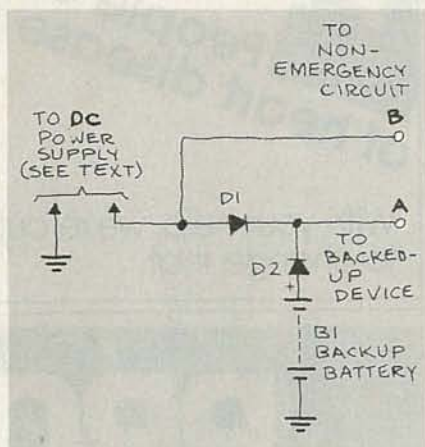 TO
NON-
EMERGENCY
CIRCUIT
B
TO DC
POWER
SUPPLY
(SEE TEXT)
D1
A
TO
BACKED-
UP
DEVICE
D2
+
B1
BACKUP
BATTERY